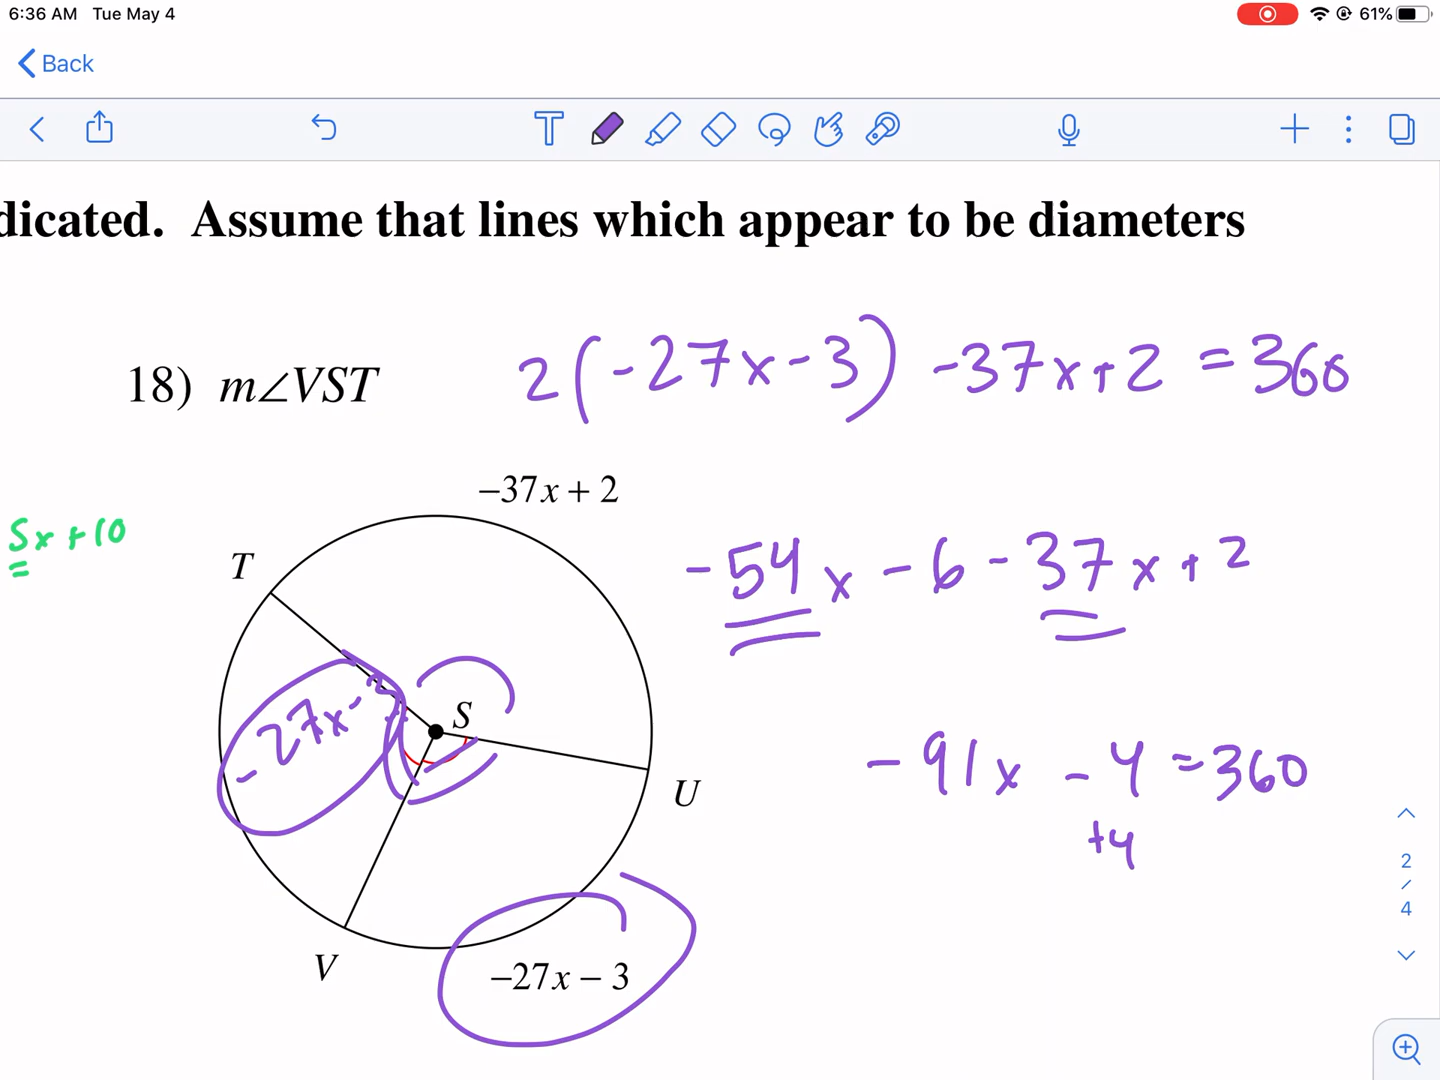 6:36 AM Tue May 4 61%
Back
dicated. Assume that lines which appear to be diameters
18) m∠VST
2(-27x-3) -37x+2 = 360
−37x + 2
5x + 10
T
-54x - 6 - 37x + 2
-27x-3
S
-91x - 4 = 360
U
+4
V
−27x − 3
2
/
4